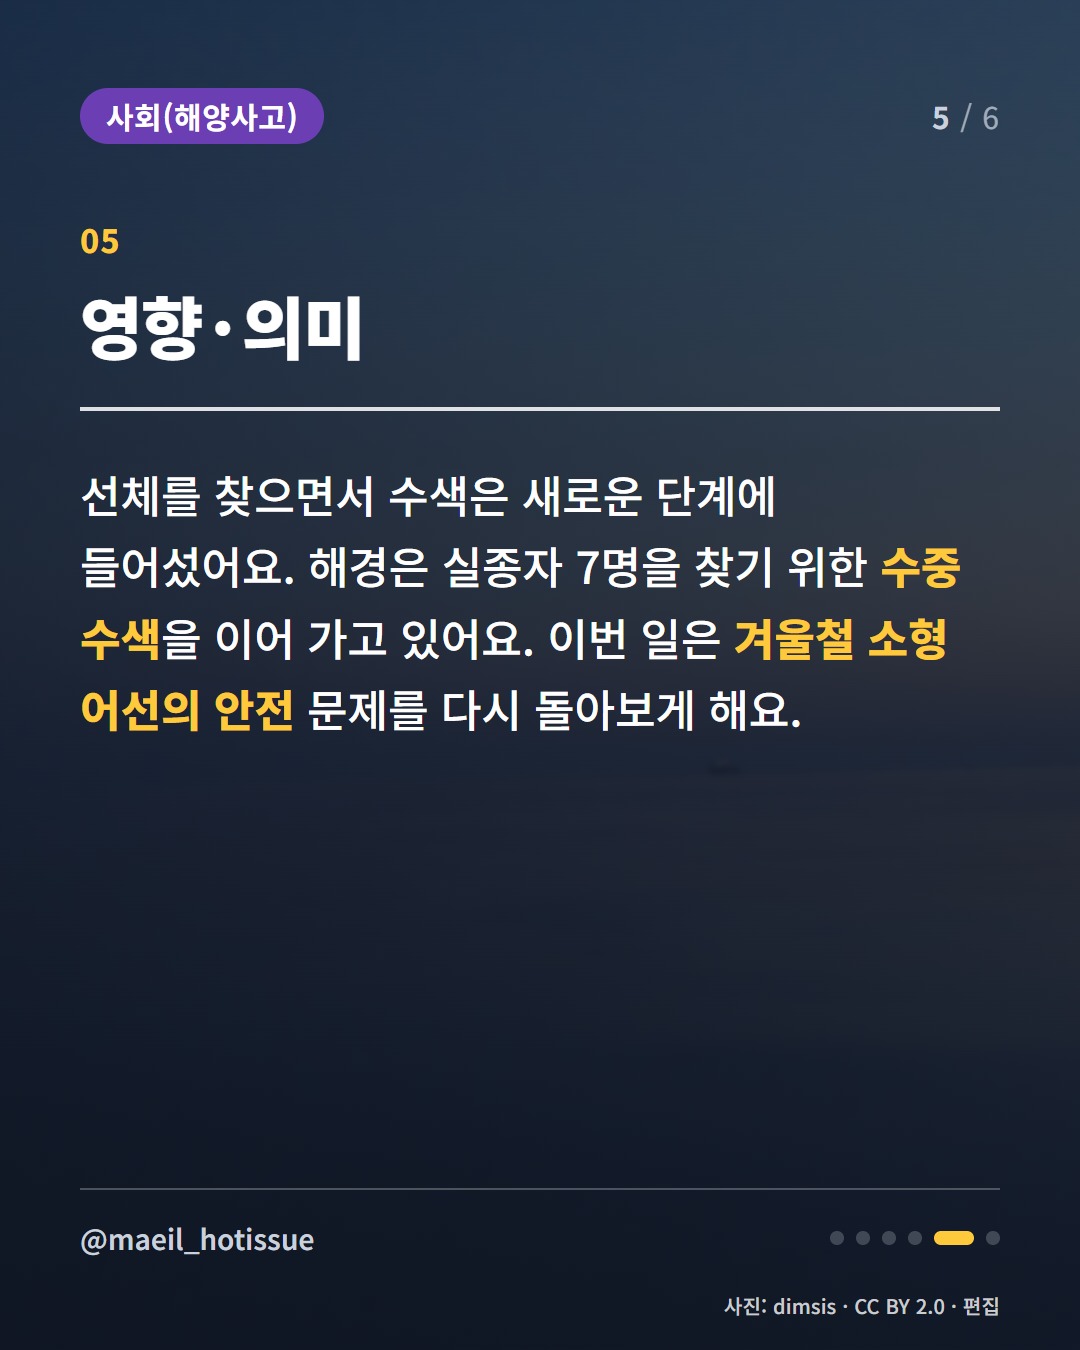 사회(해양사고)
5 / 6
05
영향·의미
선체를 찾으면서 수색은 새로운 단계에
들어섰어요. 해경은 실종자 7명을 찾기 위한 수중
수색을 이어 가고 있어요. 이번 일은 겨울철 소형
어선의 안전 문제를 다시 돌아보게 해요.
@maeil_hotissue
사진: dimsis · CC BY 2.0 · 편집